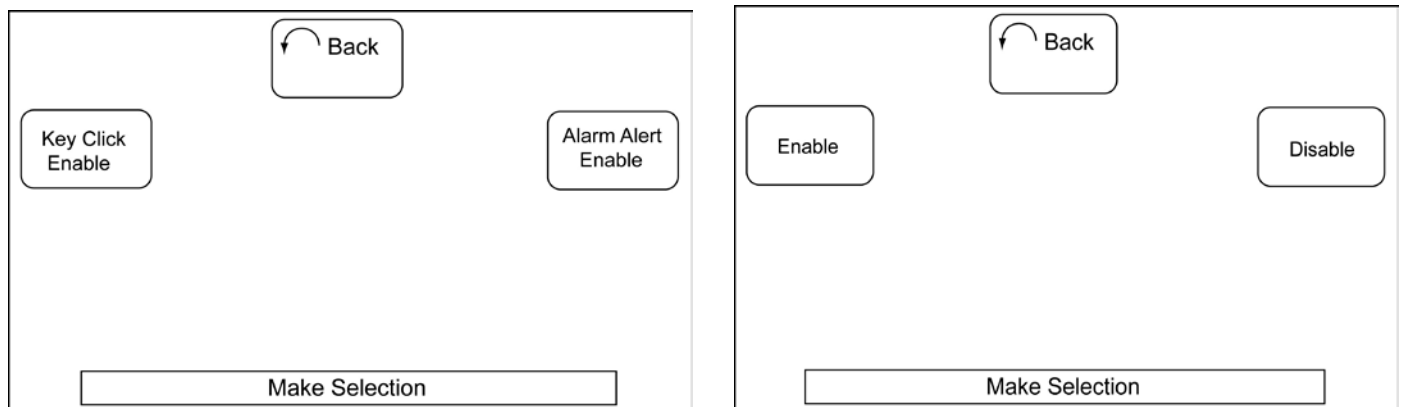 Back
Key Click
Enable
Alarm Alert
Enable
Make Selection
Back
Enable
Disable
Make Selection